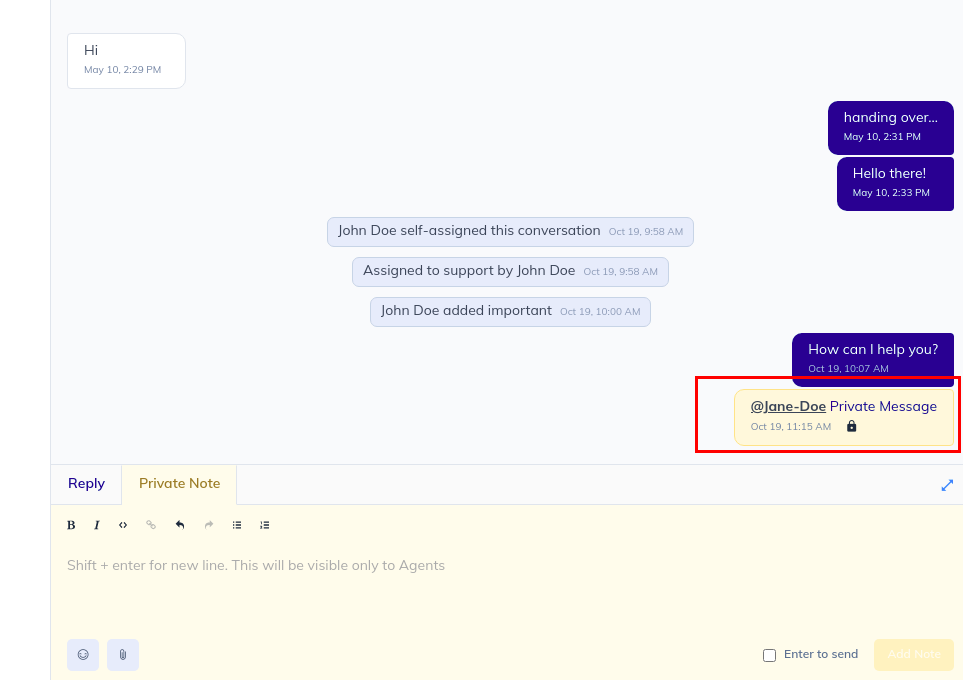 Hi
May 10, 2:29 PM
handing over...
May 10, 2:31 PM
Hello there!
May 10, 2:33 PM
John Doe self-assigned this conversation Oct 19, 9:58 AM
Assigned to support by John Doe Oct 19, 9:58 AM
John Doe added important Oct 19, 10:00 AM
How can I help you?
Oct 19, 10:07 AM
@Jane-Doe Private Message
Oct 19, 11:15 AM
Reply Private Note
B I
Shift + enter for new line. This will be visible only to Agents
Enter to send Add Note